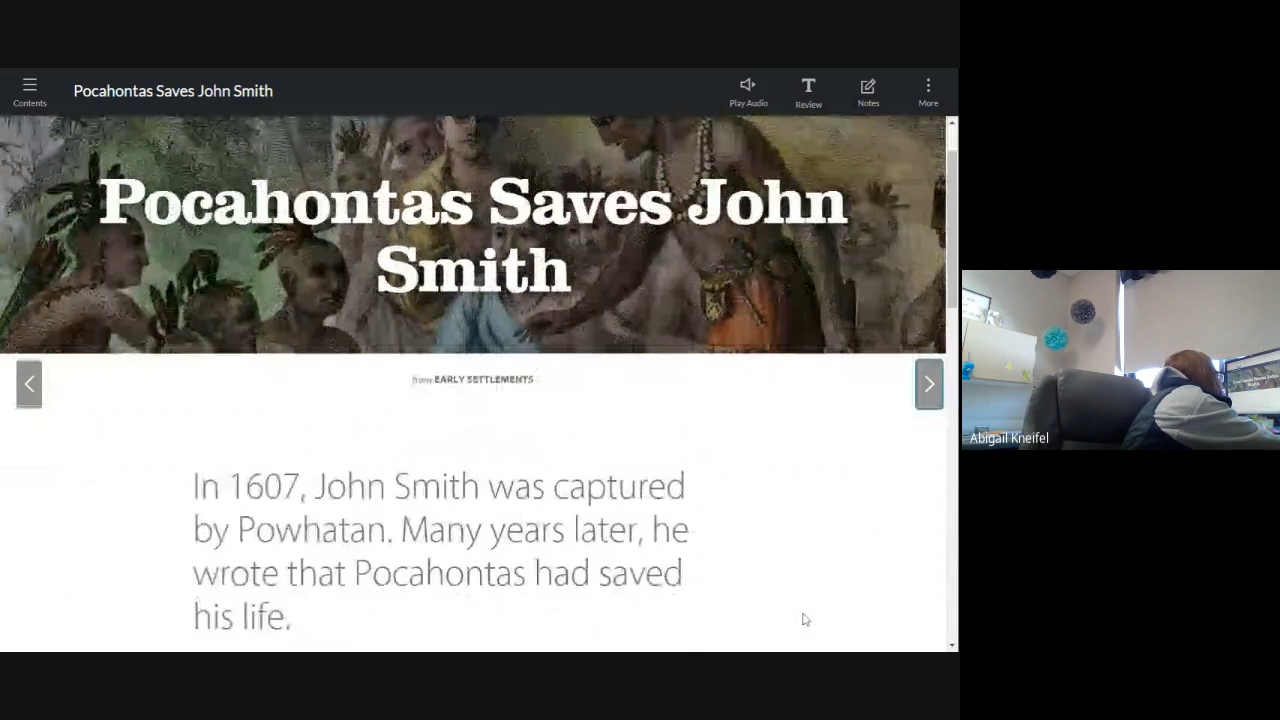 Contents
Pocahontas Saves John Smith
Play Audio
Review
Notes
More
Pocahontas Saves John
Smith
from EARLY SETTLEMENTS
In 1607, John Smith was captured
by Powhatan. Many years later, he
wrote that Pocahontas had saved
his life.
Abigail Kneifel